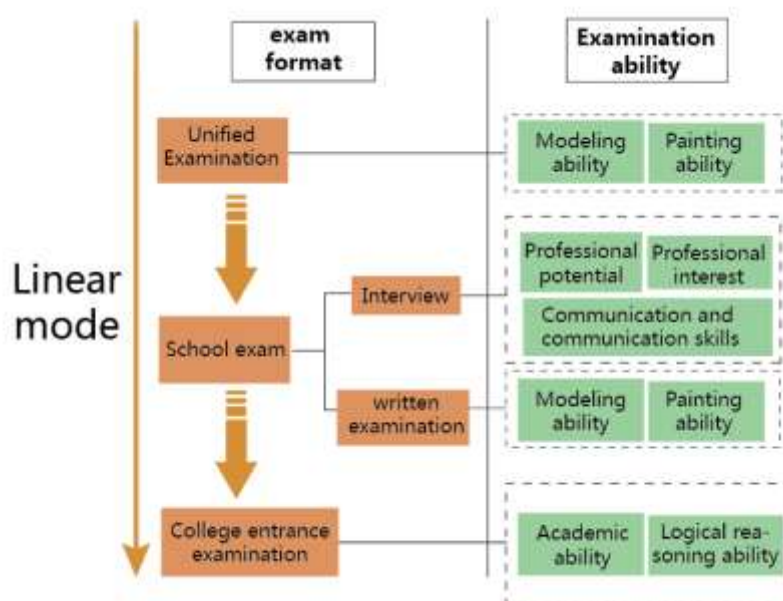 exam
format
Examination
ability
Unified
Examination
Modeling
ability
Painting
ability
Linear
mode
Professional
potential
Professional
interest
Interview
Communication and
communication skills
School exam
written
examination
Modeling
ability
Painting
ability
College entrance
examination
Academic
ability
Logical rea-
soning ability